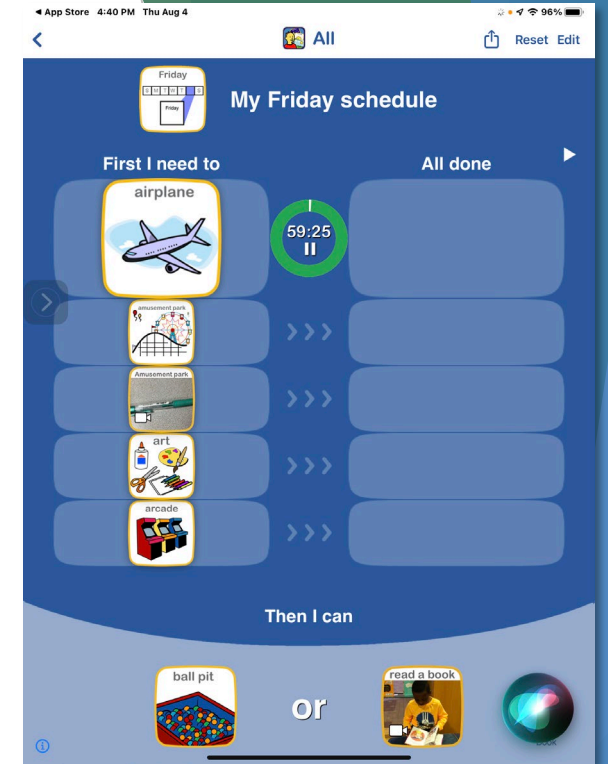 App Store 4:40 PM Thu Aug 4 96%
All Reset Edit
Friday
S M T W T S
Friday
My Friday schedule
First I need to All done
airplane
59:25
amusement park
Amusement park
art
arcade
Then I can
ball pit or read a book
book